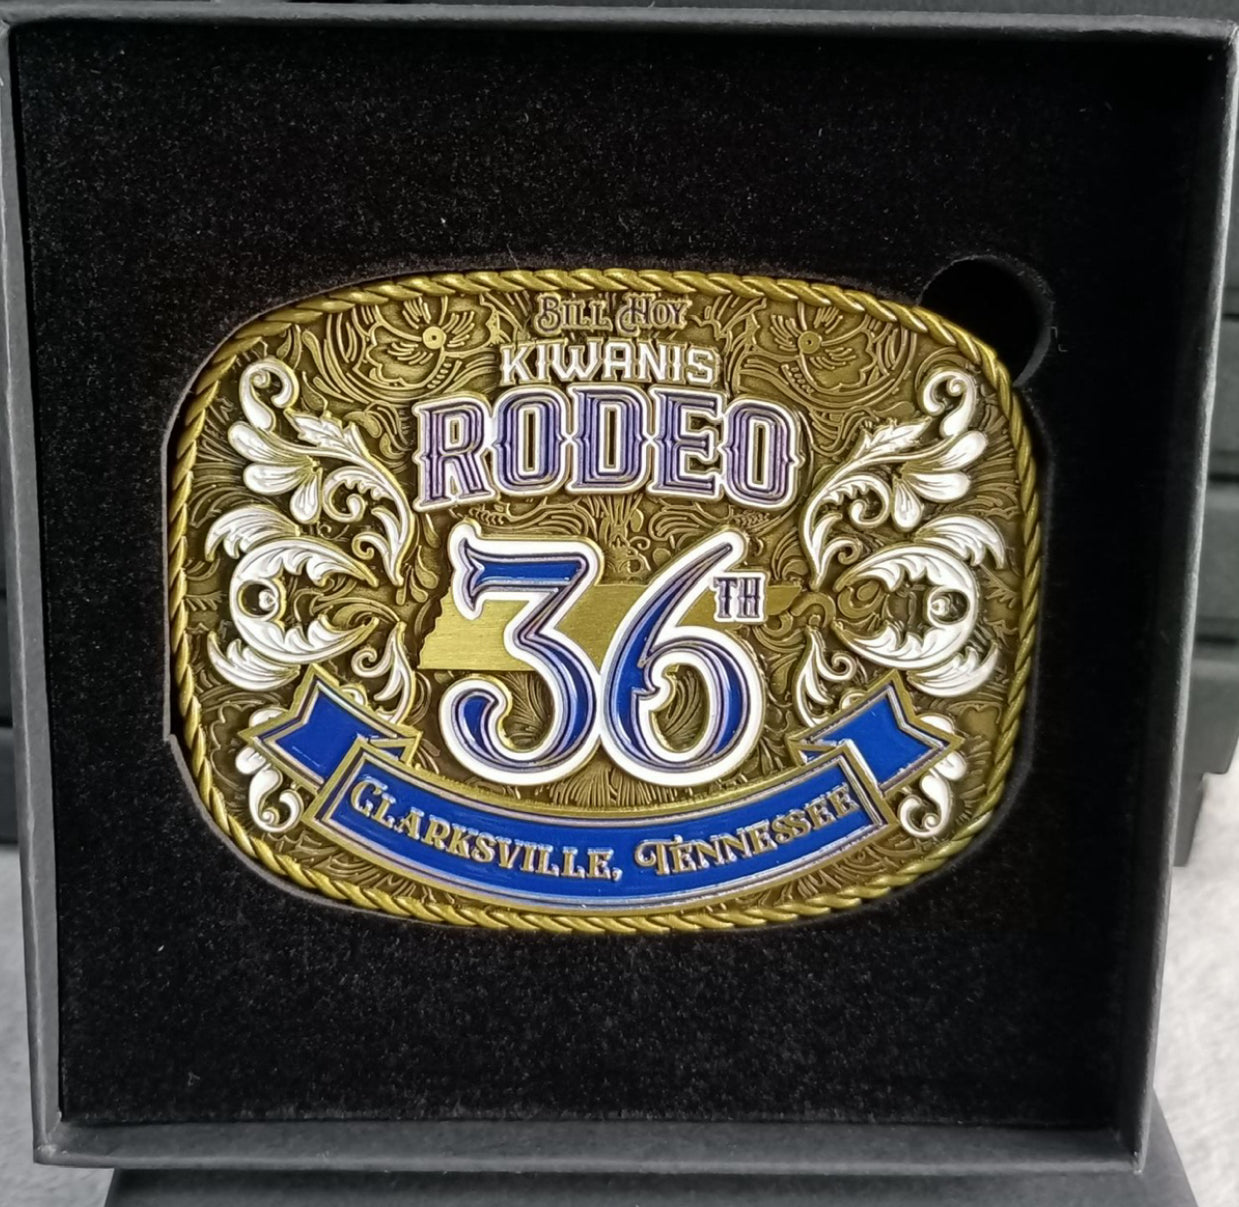 BILL HOY
KIWANIS
RODEO
36TH
CLARKSVILLE, TENNESSEE